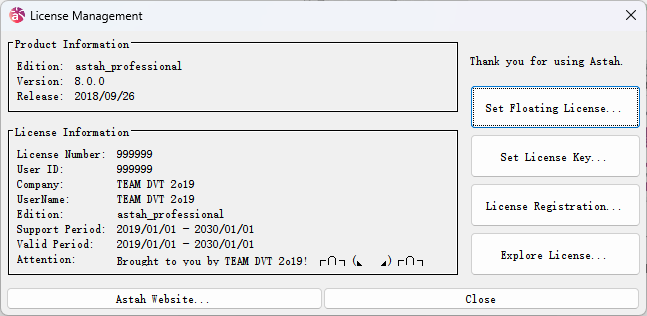 License Management
Product Information
Edition: astah_professional
Version: 8.0.0
Release: 2018/09/26
Thank you for using Astah.
Set Floating License...
License Information
License Number: 999999
User ID: 999999
Company: TEAM DVT 2o19
UserName: TEAM DVT 2o19
Edition: astah_professional
Support Period: 2019/01/01 - 2030/01/01
Valid Period: 2019/01/01 - 2030/01/01
Attention: Brought to you by TEAM DVT 2o19! ┌∩┐(◣ ◢)┌∩┐
Set License Key...
License Registration...
Explore License...
Astah Website...
Close